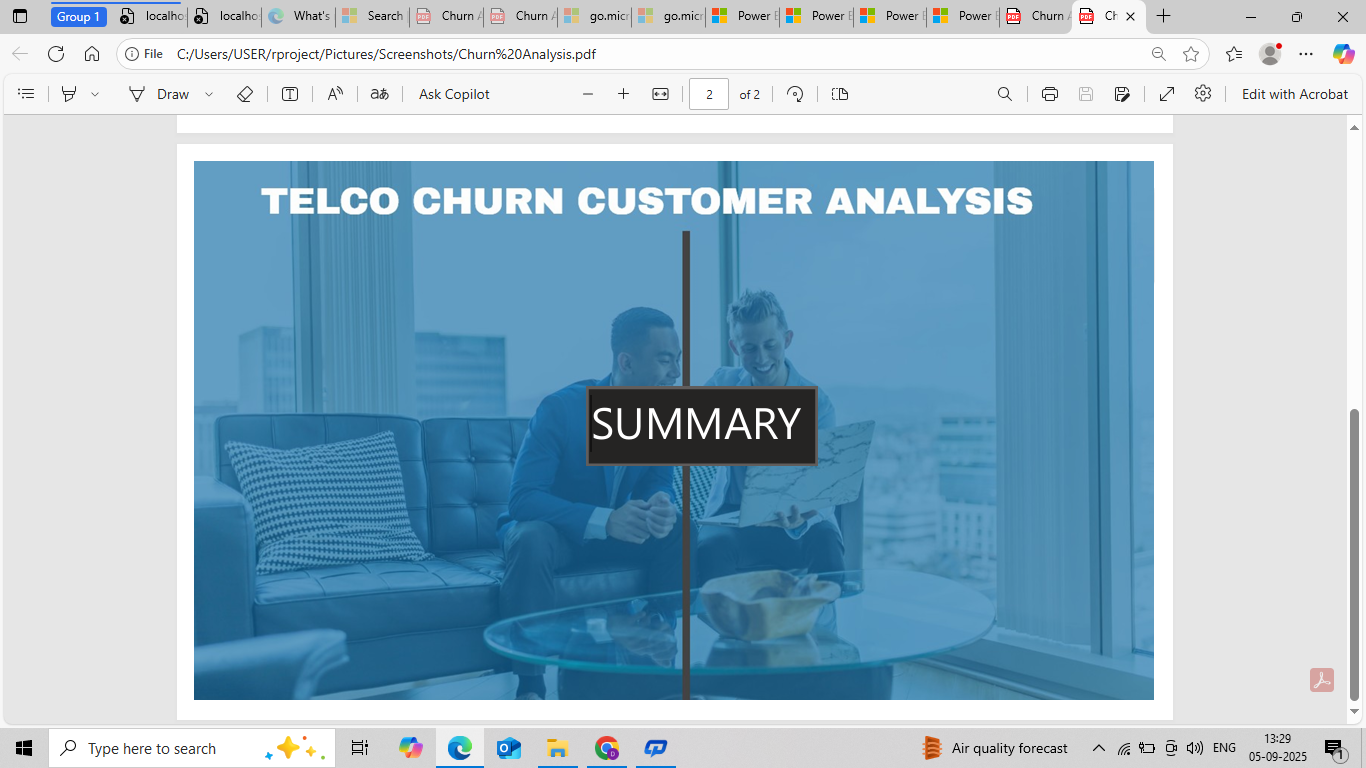 Group 1
localho
localho
What's
Search
Churn A
Churn A
go.micr
go.micr
Power B
Power E
Power E
Power E
Churn A
Ch
File
C:/Users/USER/rproject/Pictures/Screenshots/Churn%20Analysis.pdf
Draw
Ask Copilot
2
of 2
Edit with Acrobat
TELCO CHURN CUSTOMER ANALYSIS
SUMMARY
Type here to search
Air quality forecast
ENG
13:29
05-09-2025
1